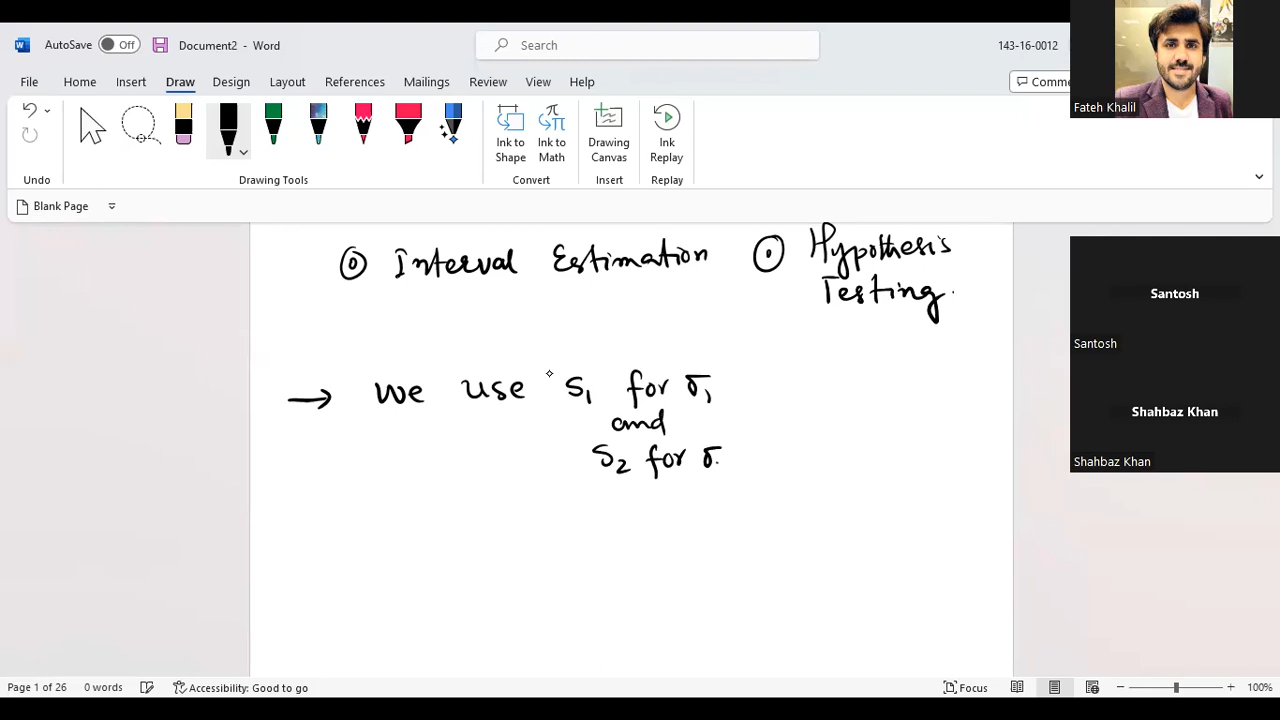 AutoSave Off Document2 - Word Search 143-16-0012
File Home Insert Draw Design Layout References Mailings Review View Help Comme
Fateh Khalil
Ink to Shape Ink to Math Drawing Canvas Ink Replay
Undo Drawing Tools Convert Insert Replay
Blank Page
⊙ Interval Estimation ⊙ Hypothesis
Testing.
→ We use S₁ for σ₁
and
S₂ for σ.
Santosh
Santosh
Shahbaz Khan
Shahbaz Khan
Page 1 of 26 0 words Accessibility: Good to go Focus 100%